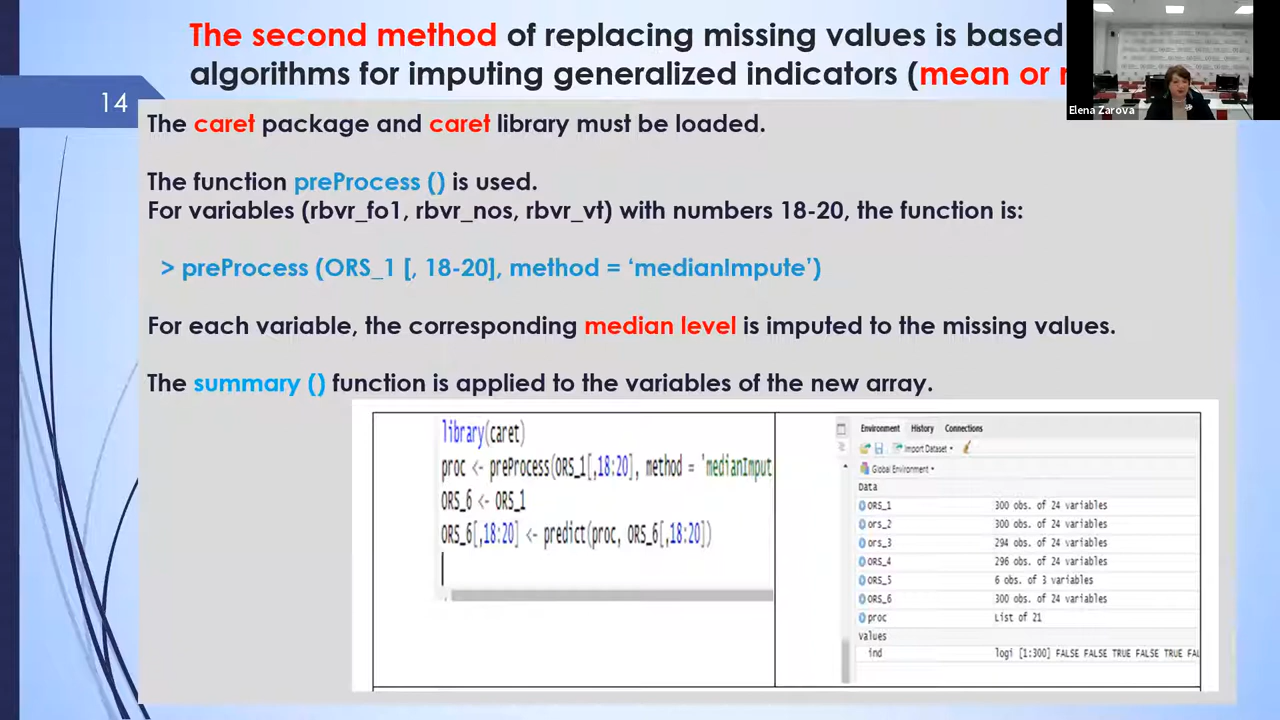 The second method of replacing missing values is based
algorithms for imputing generalized indicators (mean or
14
Elena Zarova
The caret package and caret library must be loaded.
The function preProcess () is used.
For variables (rbvr_fo1, rbvr_nos, rbvr_vt) with numbers 18-20, the function is:
> preProcess (ORS_1 [, 18-20], method = ‘medianImpute’)
For each variable, the corresponding median level is imputed to the missing values.
The summary () function is applied to the variables of the new array.
library(caret)
proc <- preProcess(ORS_1[,18:20], method = 'medianImput
ORS_6 <- ORS_1
ORS_6[,18:20] <- predict(proc, ORS_6[,18:20])
Environment History Connections
Import Dataset
Global Environment
Data
ORS_1 300 obs. of 24 variables
ors_2 300 obs. of 24 variables
ors_3 294 obs. of 24 variables
ORS_4 296 obs. of 24 variables
ORS_5 6 obs. of 3 variables
ORS_6 300 obs. of 24 variables
proc List of 21
values
ind logi [1:300] FALSE FALSE TRUE FALSE TRUE FAL